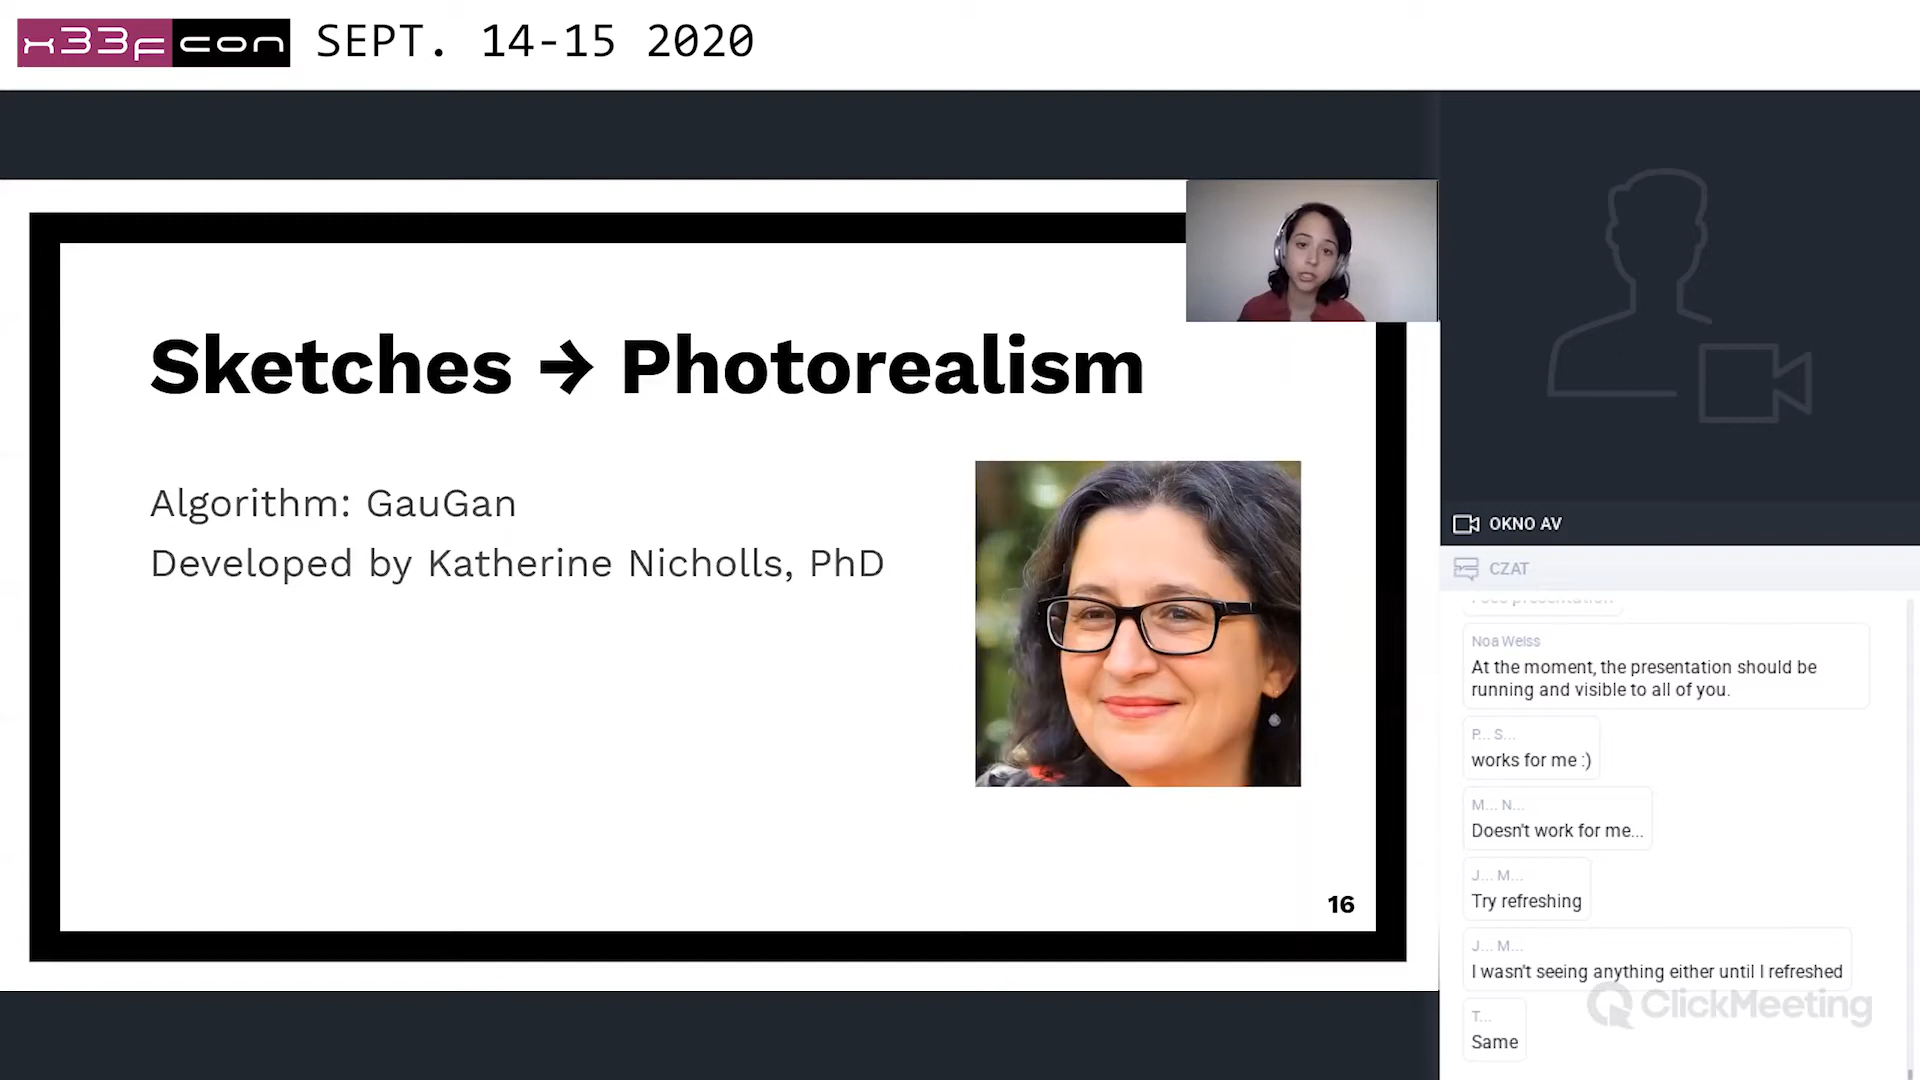 x33fcon SEPT. 14-15 2020
Sketches → Photorealism
Algorithm: GauGan
Developed by Katherine Nicholls, PhD
16
OKNO AV
CZAT
Noa Weiss
At the moment, the presentation should be
running and visible to all of you.
P... S...
works for me :)
M... N...
Doesn't work for me...
J... M...
Try refreshing
J... M...
I wasn't seeing anything either until I refreshed
ClickMeeting
T...
Same